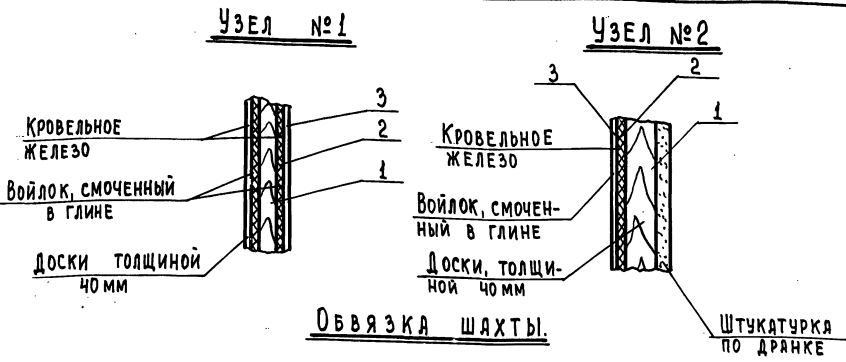 Узел №1
3
Кровельное
железо
2
Войлок, смоченный
в глине
1
Доски толщиной
40 мм
Узел №2
3
2
1
Кровельное
железо
Войлок, смочен-
ный в глине
Доски, толщи-
ной 40 мм
Штукатурка
по дранке
Обвязка шахты.